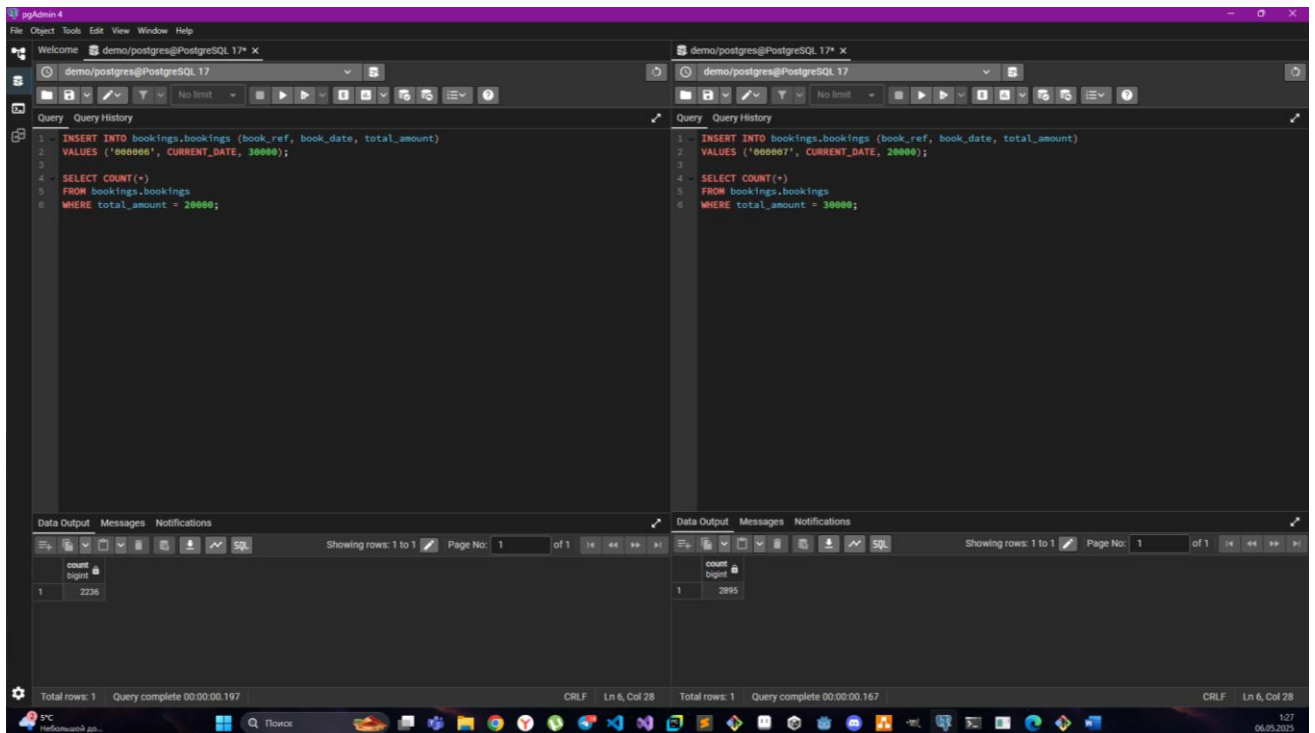 pgAdmin 4
File Object Tools Edit View Window Help
Welcome demo/postgres@PostgreSQL 17*
demo/postgres@PostgreSQL 17
No limit
Query Query History
1 INSERT INTO bookings.bookings (book_ref, book_date, total_amount)
2 VALUES ('000006', CURRENT_DATE, 30000);
3
4 SELECT COUNT(*)
5 FROM bookings.bookings
6 WHERE total_amount = 20000;
Data Output Messages Notifications
SQL Showing rows: 1 to 1 Page No: 1 of 1
count
bigint
1 2236
Total rows: 1 Query complete 00:00:00.197 CRLF Ln 6, Col 28
demo/postgres@PostgreSQL 17*
demo/postgres@PostgreSQL 17
No limit
Query Query History
1 INSERT INTO bookings.bookings (book_ref, book_date, total_amount)
2 VALUES ('000007', CURRENT_DATE, 20000);
3
4 SELECT COUNT(*)
5 FROM bookings.bookings
6 WHERE total_amount = 30000;
Data Output Messages Notifications
SQL Showing rows: 1 to 1 Page No: 1 of 1
count
bigint
1 2895
Total rows: 1 Query complete 00:00:00.167 CRLF Ln 6, Col 28
5°C
Небольшой до...
Поиск
1:27
06.05.2025